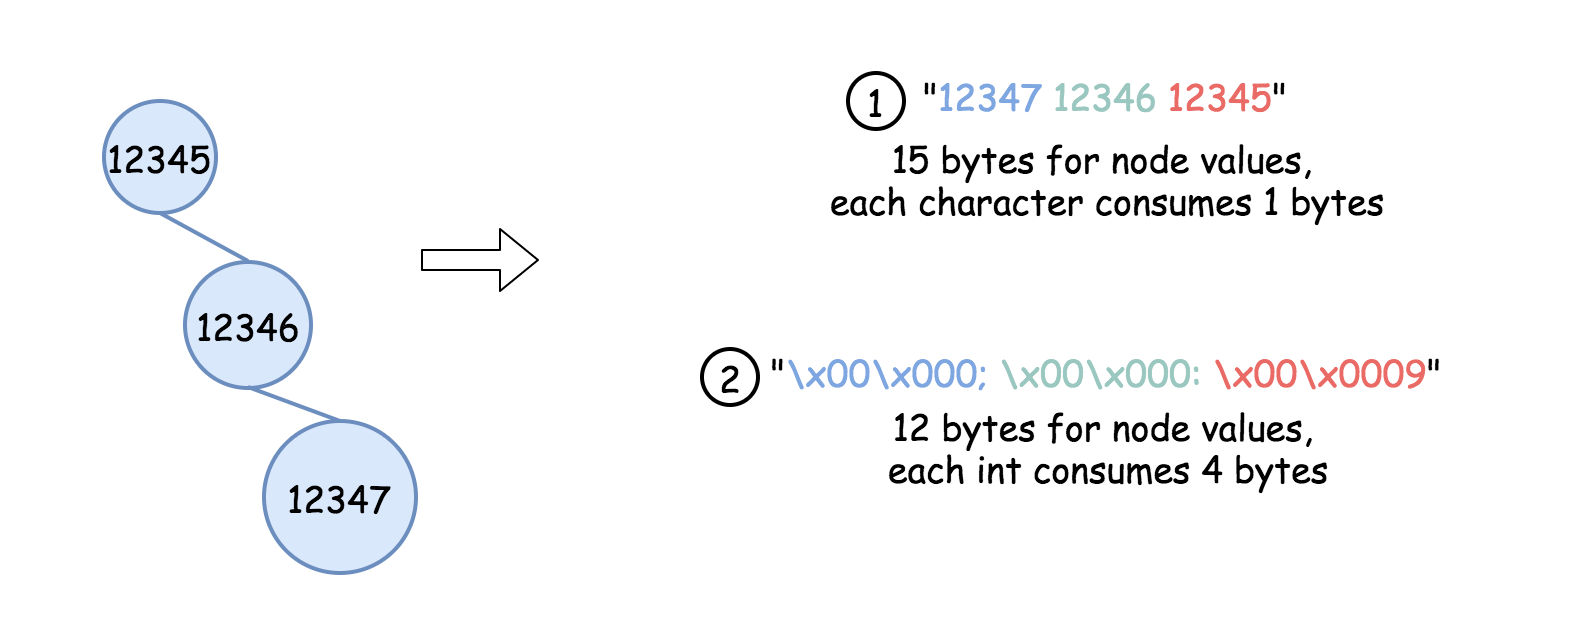 12345
12346
12347
1 "12347 12346 12345"
15 bytes for node values,
each character consumes 1 bytes
2 "\x00\x000; \x00\x000: \x00\x0009"
12 bytes for node values,
each int consumes 4 bytes